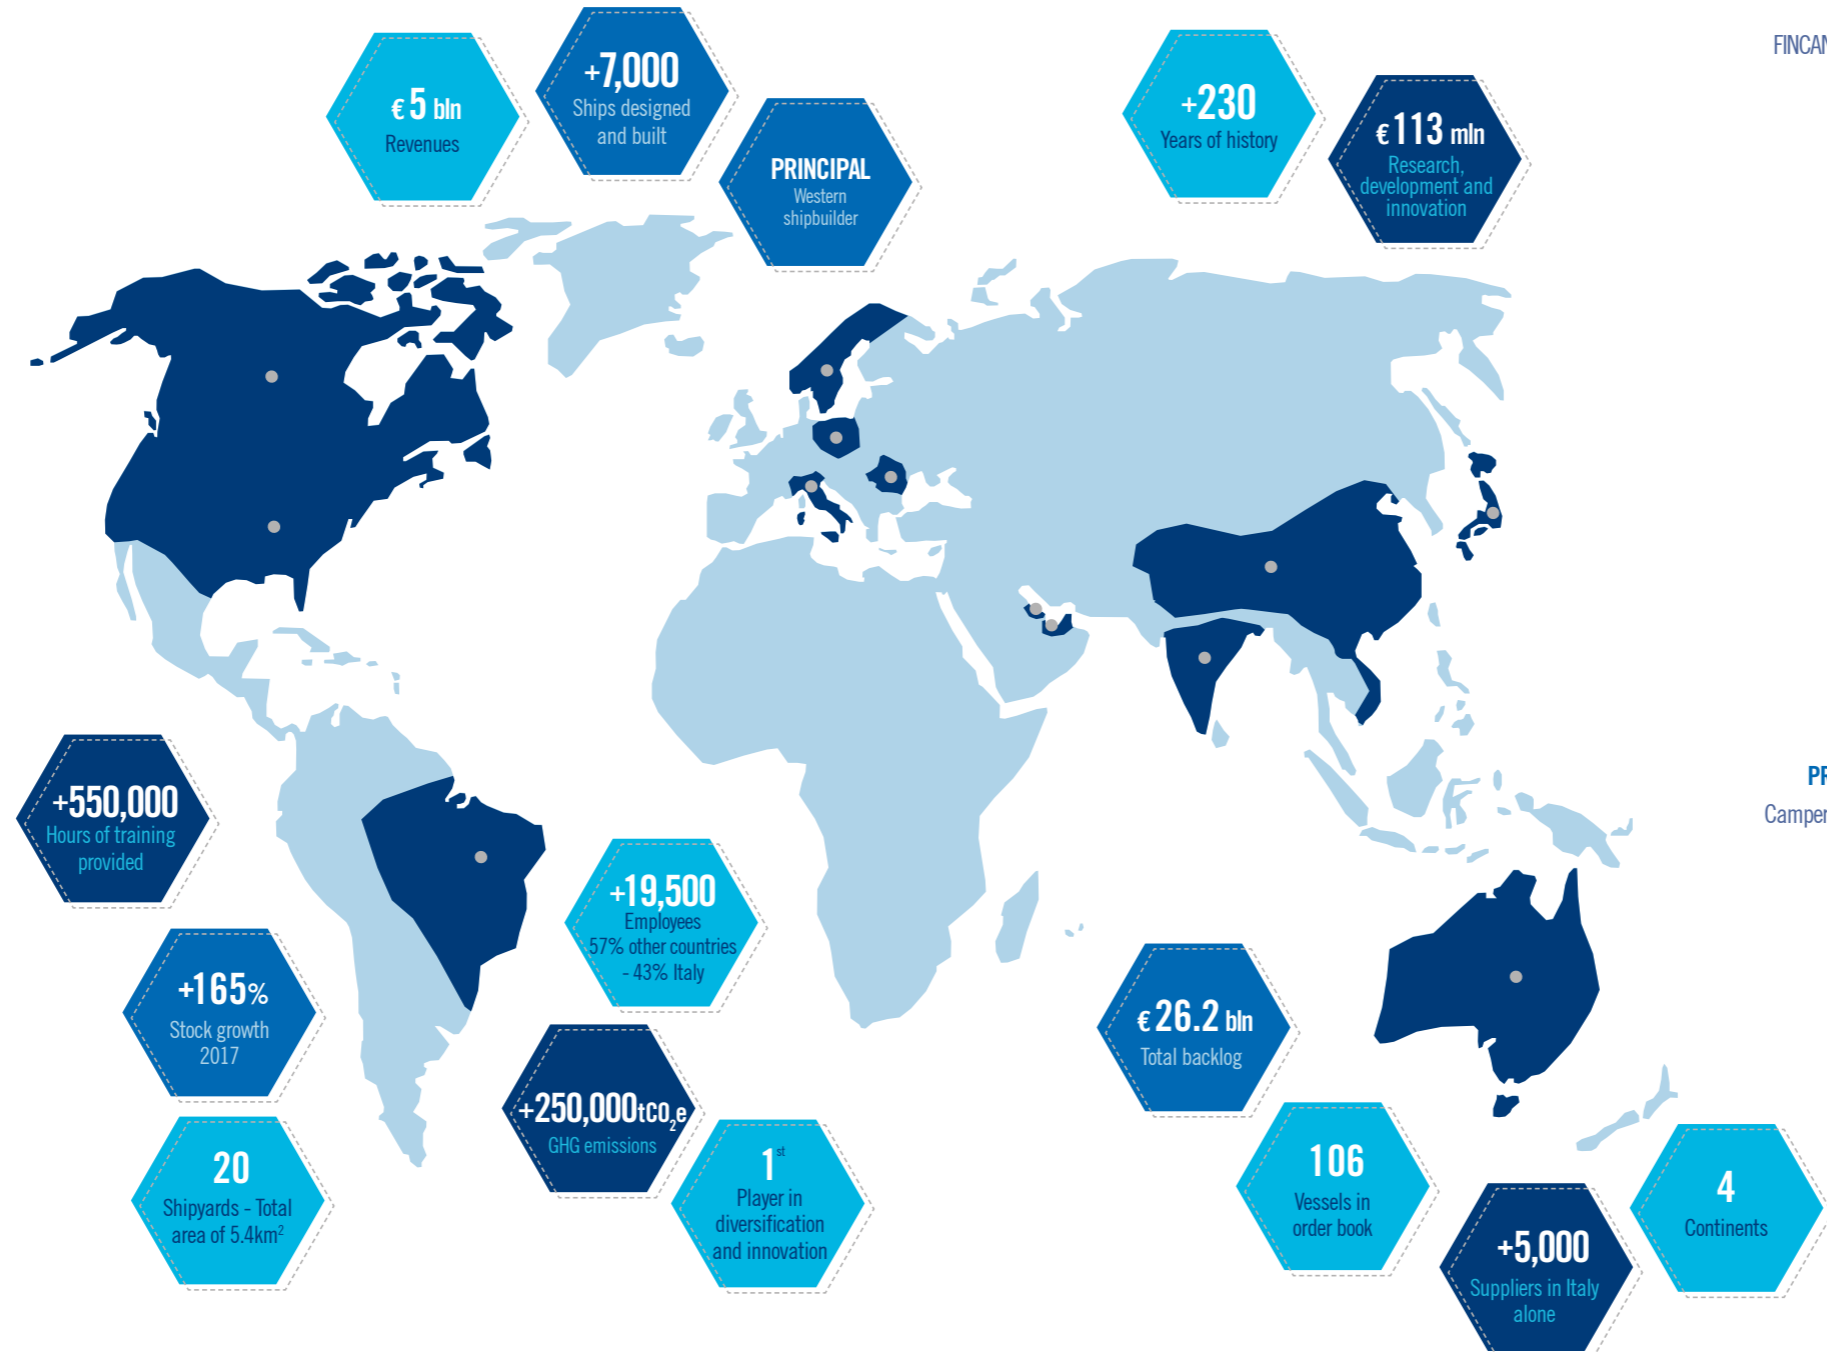 € 5 bln
Revenues
+7,000
Ships designed
and built
PRINCIPAL
Western
shipbuilder
+230
Years of history
€ 113 mln
Research,
development and
innovation
+550,000
Hours of training
provided
+165%
Stock growth
2017
20
Shipyards - Total
area of 5.4km²
+19,500
Employees
57% other countries
- 43% Italy
+250,000tCO₂e
GHG emissions
1st
Player in
diversification
and innovation
€ 26.2 bln
Total backlog
106
Vessels in
order book
+5,000
Suppliers in Italy
alone
4
Continents